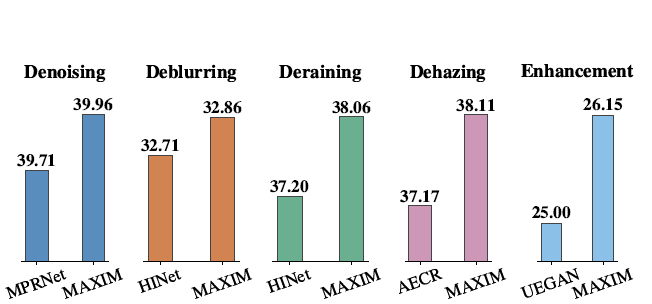 Denoising Deblurring Deraining Dehazing Enhancement
39.96 32.86 38.06 38.11 26.15
39.71 32.71 37.20 37.17 25.00
MPRNet MAXIM HINet MAXIM HINet MAXIM AECR MAXIM UEGAN MAXIM